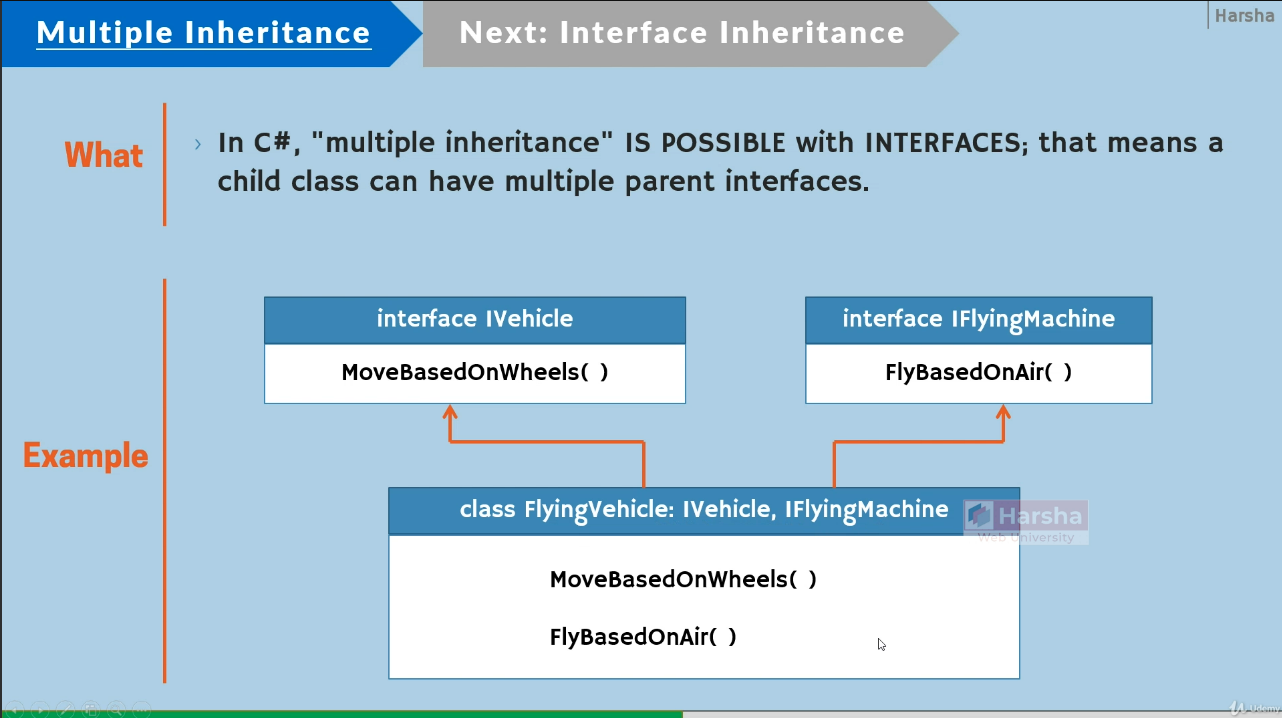 Multiple Inheritance
Next: Interface Inheritance
Harsha
What
› In C#, "multiple inheritance" IS POSSIBLE with INTERFACES; that means a
child class can have multiple parent interfaces.
Example
interface IVehicle
MoveBasedOnWheels( )
interface IFlyingMachine
FlyBasedOnAir( )
class FlyingVehicle: IVehicle, IFlyingMachine
Harsha
Web University
MoveBasedOnWheels( )
FlyBasedOnAir( )
Udemy